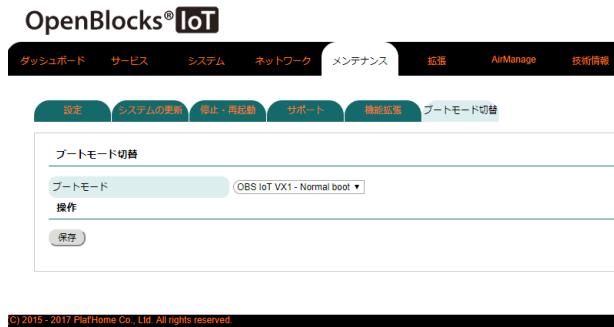 OpenBlocks® IoT
ダッシュボード サービス システム ネットワーク メンテナンス 拡張 AirManage 技術情報
設定 システムの更新 停止・再起動 サポート 機能拡張 ブートモード切替
ブートモード切替
ブートモード OBS IoT VX1 - Normal boot ▼
操作
保存
C) 2015 - 2017 Plat'Home Co., Ltd. All rights reserved.